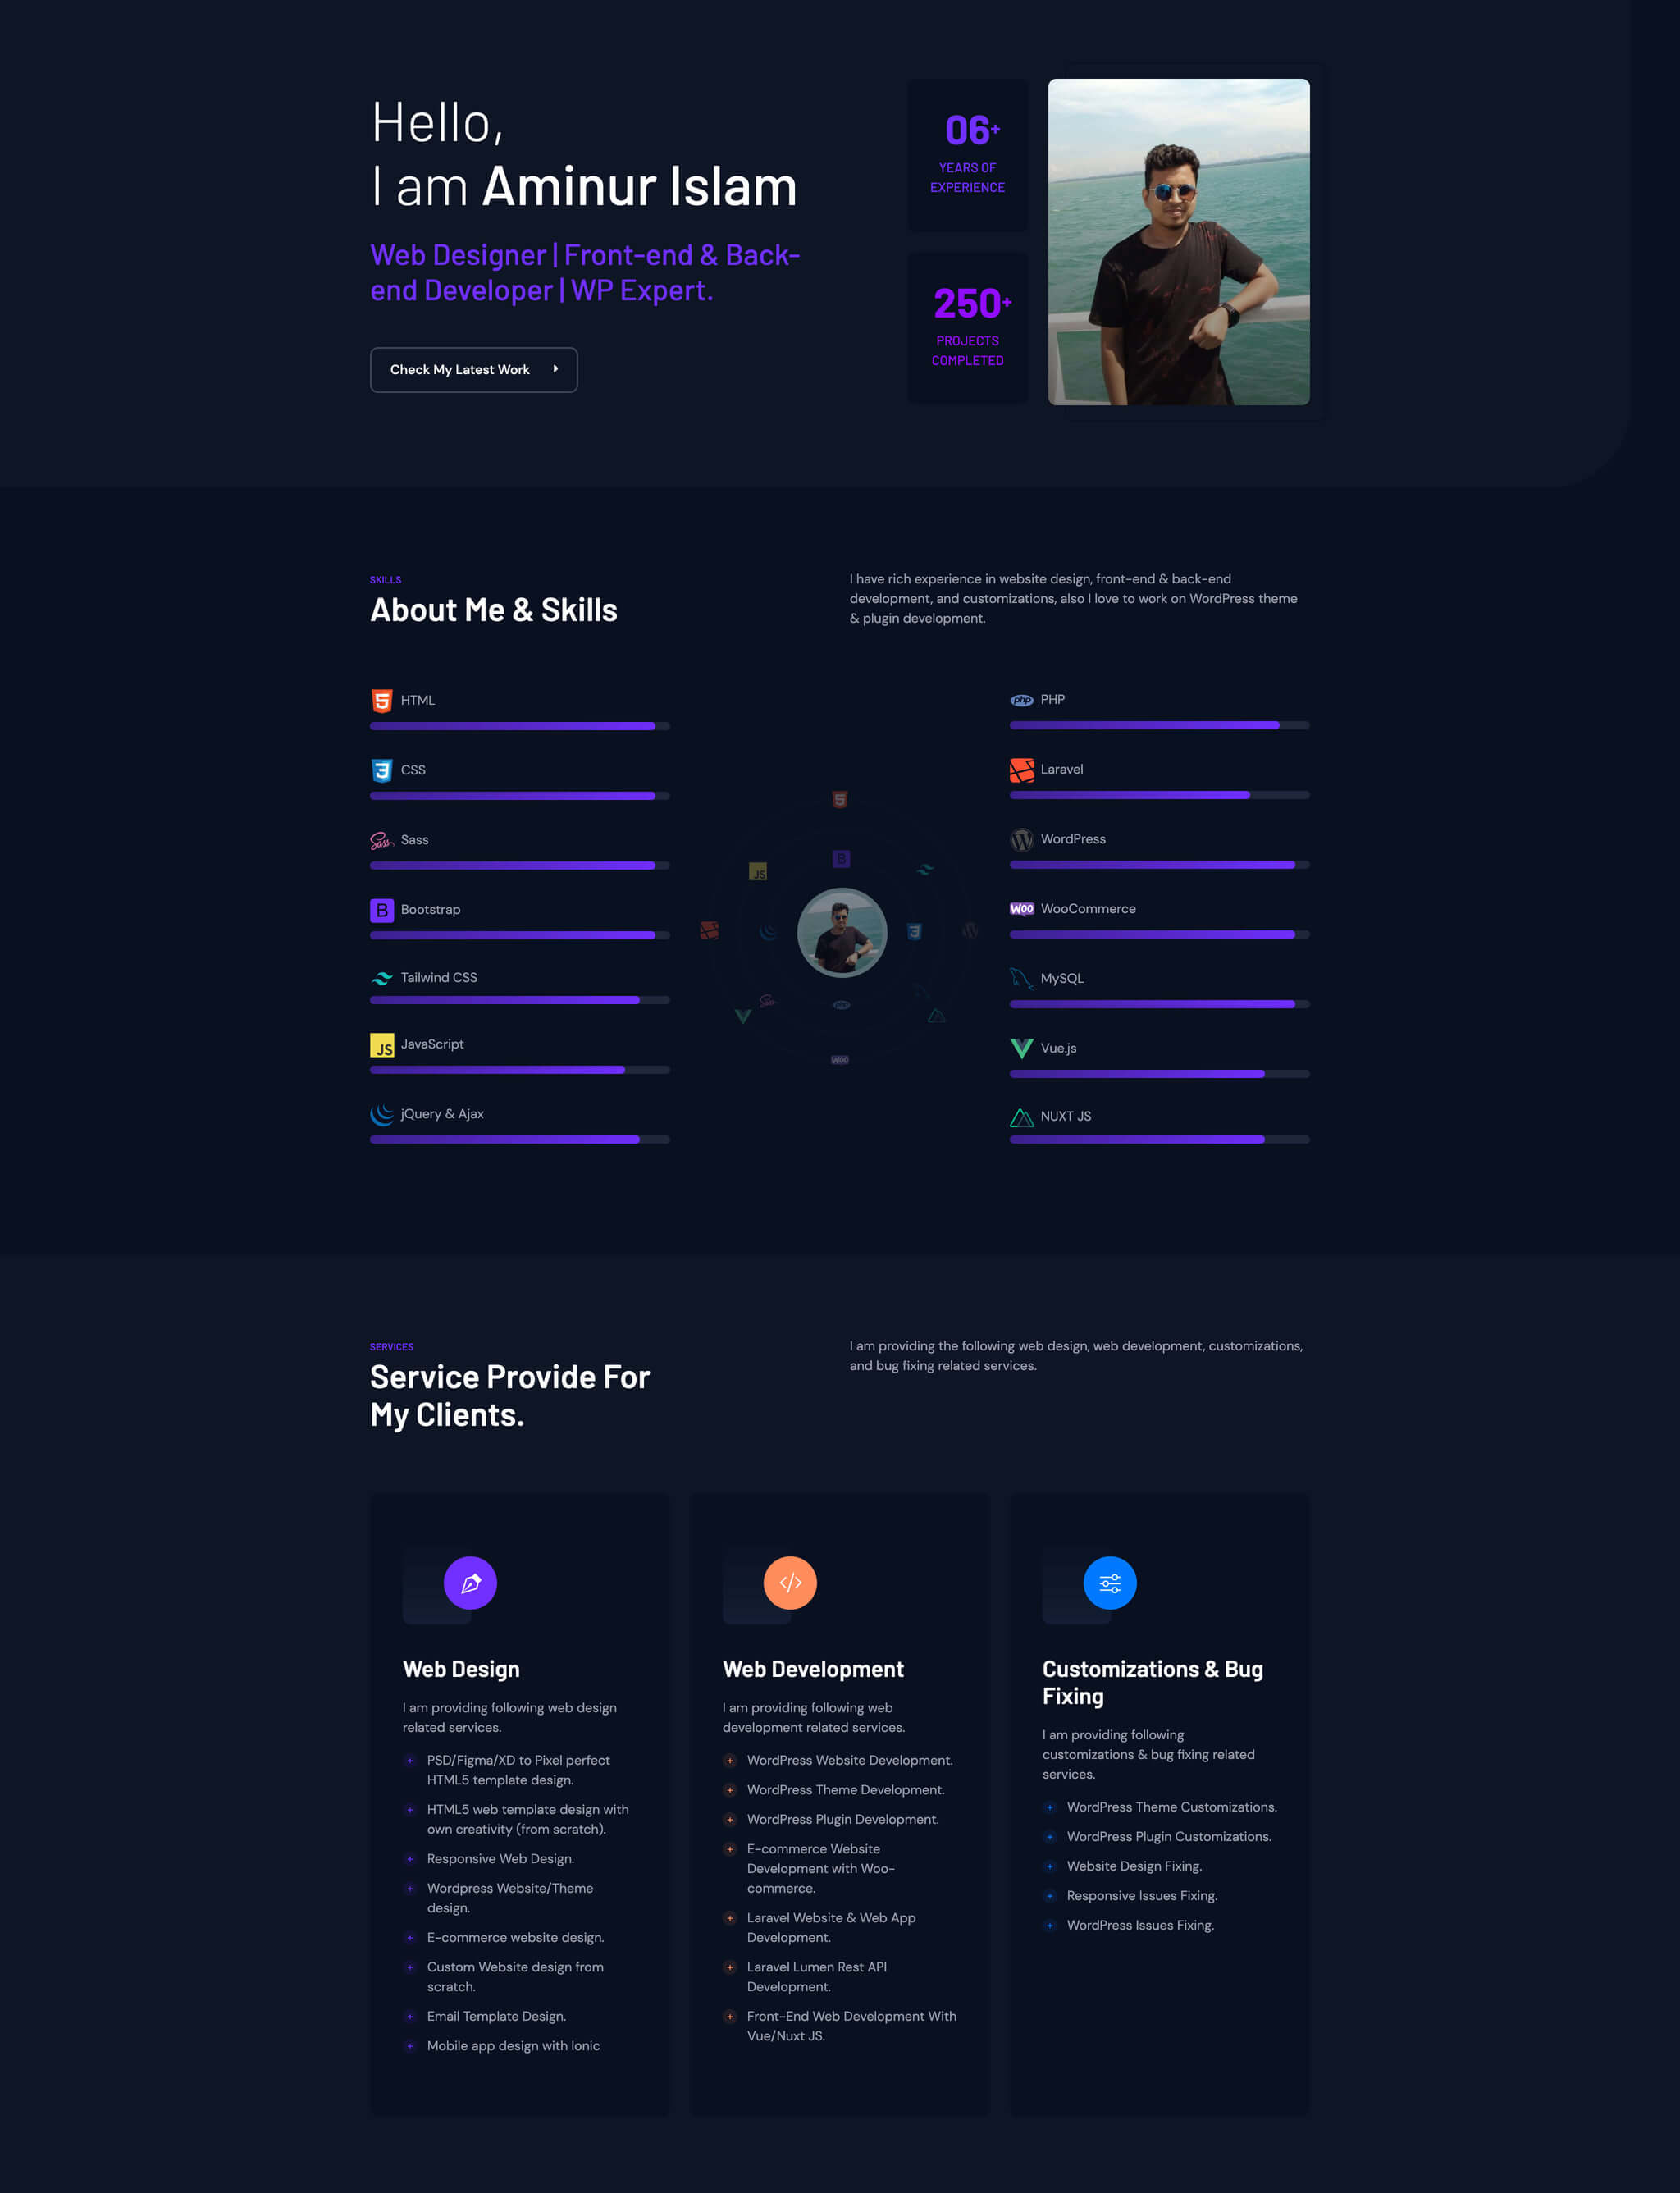 Hello,
I am Aminur Islam
Web Designer | Front-end & Back-
end Developer | WP Expert.
Check My Latest Work
06+
YEARS OF
EXPERIENCE
250+
PROJECTS
COMPLETED
SKILLS
About Me & Skills
I have rich experience in website design, front-end & back-end
development, and customizations, also I love to work on WordPress theme
& plugin development.
HTML
CSS
Sass
Bootstrap
Tailwind CSS
JavaScript
jQuery & Ajax
PHP
Laravel
WordPress
WooCommerce
MySQL
Vue.js
NUXT JS
SERVICES
Service Provide For
My Clients.
I am providing the following web design, web development, customizations,
and bug fixing related services.
Web Design
I am providing following web design
related services.
PSD/Figma/XD to Pixel perfect
HTML5 template design.
HTML5 web template design with
own creativity (from scratch).
Responsive Web Design.
Wordpress Website/Theme
design.
E-commerce website design.
Custom Website design from
scratch.
Email Template Design.
Mobile app design with Ionic
Web Development
I am providing following web
development related services.
WordPress Website Development.
WordPress Theme Development.
WordPress Plugin Development.
E-commerce Website
Development with Woo-
commerce.
Laravel Website & Web App
Development.
Laravel Lumen Rest API
Development.
Front-End Web Development With
Vue/Nuxt JS.
Customizations & Bug
Fixing
I am providing following
customizations & bug fixing related
services.
WordPress Theme Customizations.
WordPress Plugin Customizations.
Website Design Fixing.
Responsive Issues Fixing.
WordPress Issues Fixing.